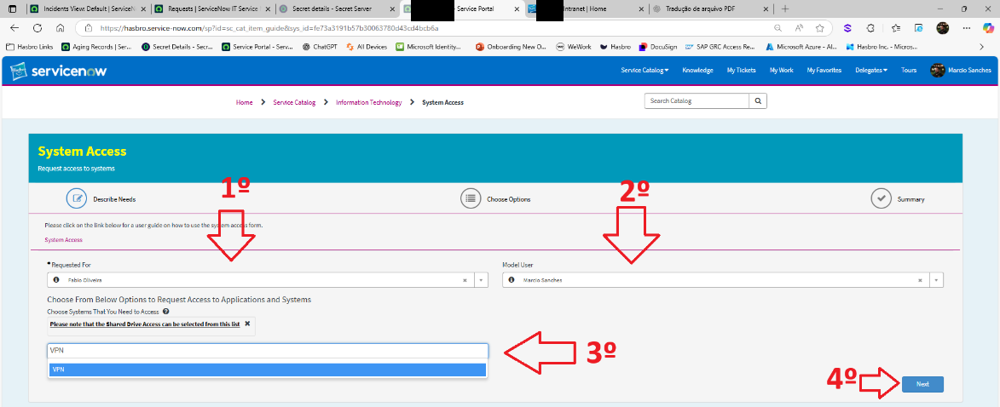 Incidents View: Default | ServiceN
Requests | ServiceNow IT Service
Secret details - Secret Server
Service Portal
Intranet | Home
Tradução de arquivo PDF
https://hasbro.service-now.com/sp?id=sc_cat_item_guide&sys_id=fe73a3191b57b30063780d43cd4bcb6a
Hasbro Links
Aging Records | Ser...
Secret Details - Secr...
Service Portal - Serv...
ChatGPT
All Devices
Microsoft Identity...
Onboarding New O...
WeWork
Hasbro
DocuSign
SAP GRC Access Re...
Microsoft Azure - Al...
Hasbro Inc. - Micros...
servicenow
Service Catalog
Knowledge
My Tickets
My Work
My Favorites
Delegates
Tours
Marcio Sanches
Home > Service Catalog > Information Technology > System Access
Search Catalog
System Access
Request access to systems
1º
2º
Describe Needs
Choose Options
Summary
Please click on the link below for a user guide on how to use the system access form.
System Access
* Requested For
Model User
Fabio Oliveira
Marcio Sanches
Choose From Below Options to Request Access to Applications and Systems
Choose Systems That You Need to Access
Please note that the Shared Drive Access can be selected from this list
VPN
3º
VPN
4º
Next